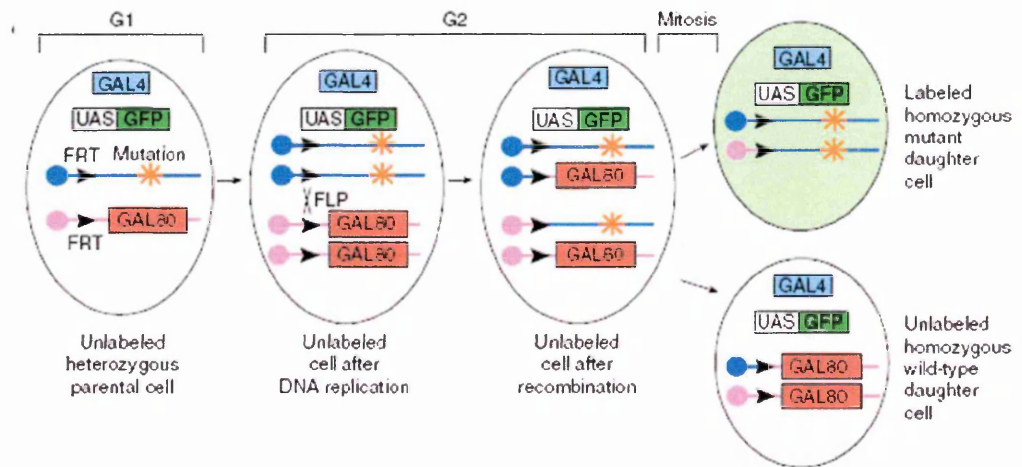 G1
G2
Mitosis
GAL4
UAS GFP
FRT Mutation
GAL80
FRT
Unlabeled
heterozygous
parental cell
GAL4
UAS GFP
FLP
GAL80
GAL80
Unlabeled
cell after
DNA replication
GAL4
UAS GFP
GAL80
GAL80
Unlabeled
cell after
recombination
GAL4
UAS GFP
Labeled
homozygous
mutant
daughter
cell
GAL4
UAS GFP
GAL80
GAL80
Unlabeled
homozygous
wild-type
daughter
cell